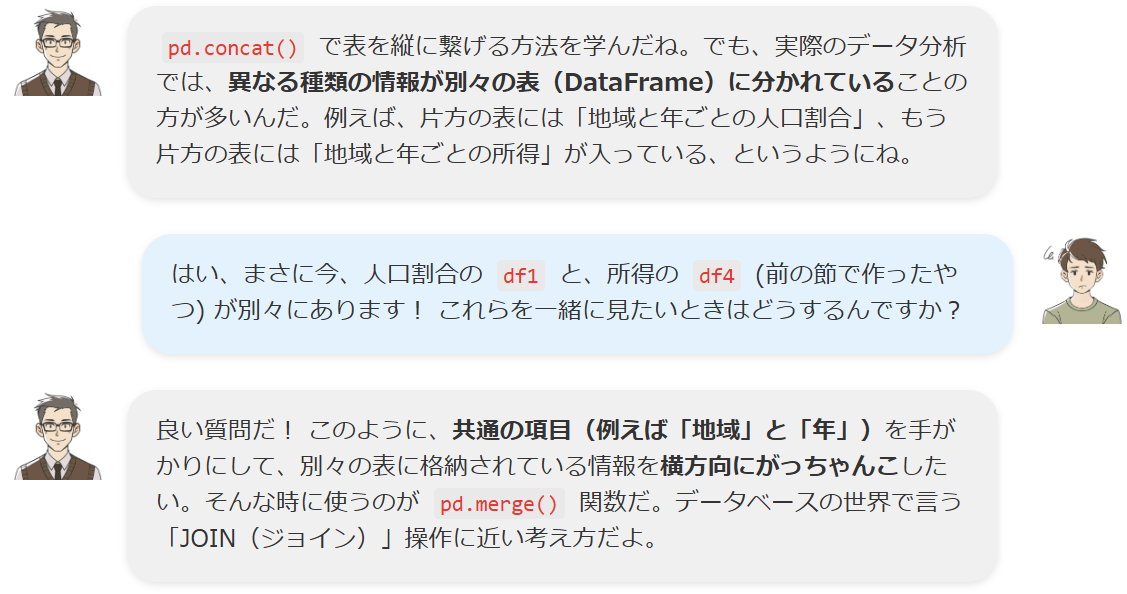 pd.concat() で表を縦に繋げる方法を学んだね。でも、実際のデータ分析
では、異なる種類の情報が別々の表（DataFrame）に分かれていることの
方が多いんだ。例えば、片方の表には「地域と年ごとの人口割合」、もう
片方の表には「地域と年ごとの所得」が入っている、というようにね。
はい、まさに今、人口割合の df1 と、所得の df4 (前の節で作ったや
つ) が別々にあります！ これらを一緒に見たいときはどうするんですか？
良い質問だ！ このように、共通の項目（例えば「地域」と「年」）を手が
かりにして、別々の表に格納されている情報を横方向にがっちゃんこした
い。そんな時に使うのが pd.merge() 関数だ。データベースの世界で言う
「JOIN（ジョイン）」操作に近い考え方だよ。